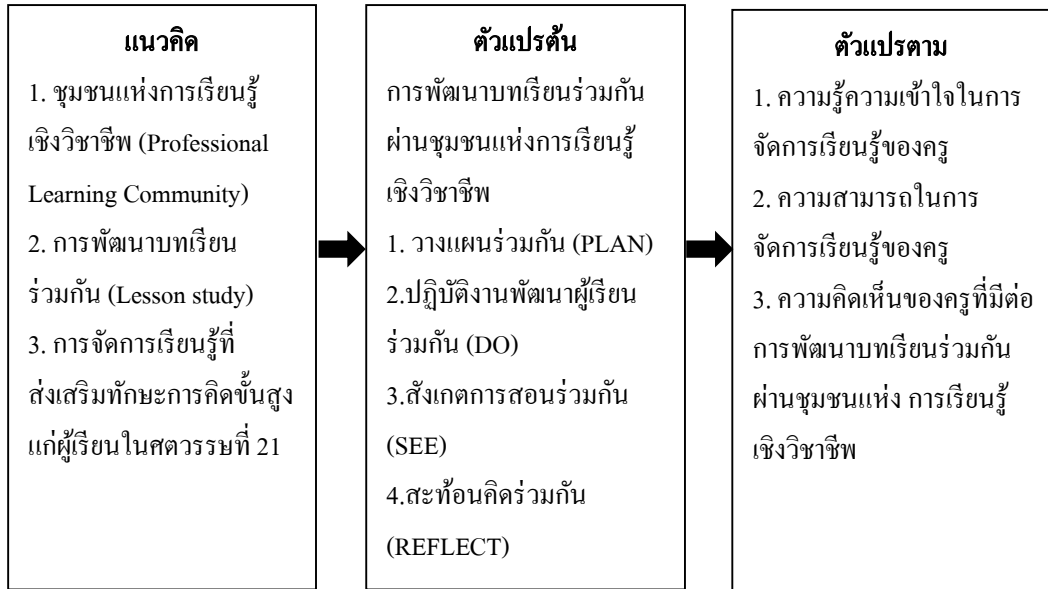 แนวคิด
1. ชุมชนแห่งการเรียนรู้
เชิงวิชาชีพ (Professional
Learning Community)
2. การพัฒนาบทเรียน
ร่วมกัน (Lesson study)
3. การจัดการเรียนรู้ที่
ส่งเสริมทักษะการคิดขั้นสูง
แก่ผู้เรียนในศตวรรษที่ 21
ตัวแปรต้น
การพัฒนาบทเรียนร่วมกัน
ผ่านชุมชนแห่งการเรียนรู้
เชิงวิชาชีพ
1. วางแผนร่วมกัน (PLAN)
2.ปฏิบัติงานพัฒนาผู้เรียน
ร่วมกัน (DO)
3.สังเกตการสอนร่วมกัน
(SEE)
4.สะท้อนคิดร่วมกัน
(REFLECT)
ตัวแปรตาม
1. ความรู้ความเข้าใจในการ
จัดการเรียนรู้ของครู
2. ความสามารถในการ
จัดการเรียนรู้ของครู
3. ความคิดเห็นของครูที่มีต่อ
การพัฒนาบทเรียนร่วมกัน
ผ่านชุมชนแห่ง การเรียนรู้
เชิงวิชาชีพ